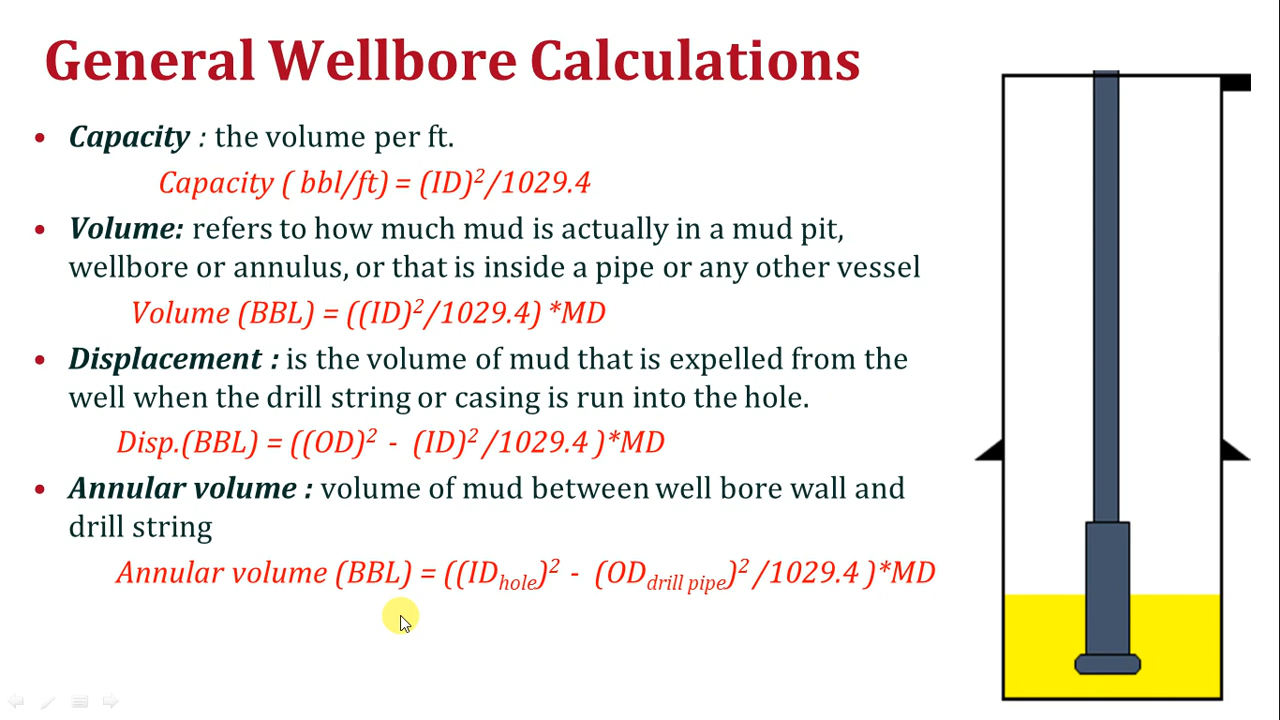 General Wellbore Calculations
• Capacity : the volume per ft.
Capacity ( bbl/ft) = (ID)²/1029.4
• Volume: refers to how much mud is actually in a mud pit,
wellbore or annulus, or that is inside a pipe or any other vessel
Volume (BBL) = ((ID)²/1029.4) *MD
• Displacement : is the volume of mud that is expelled from the
well when the drill string or casing is run into the hole.
Disp.(BBL) = ((OD)² - (ID)² /1029.4 )*MD
• Annular volume : volume of mud between well bore wall and
drill string
Annular volume (BBL) = ((ID hole)² - (OD drill pipe)² /1029.4 )*MD